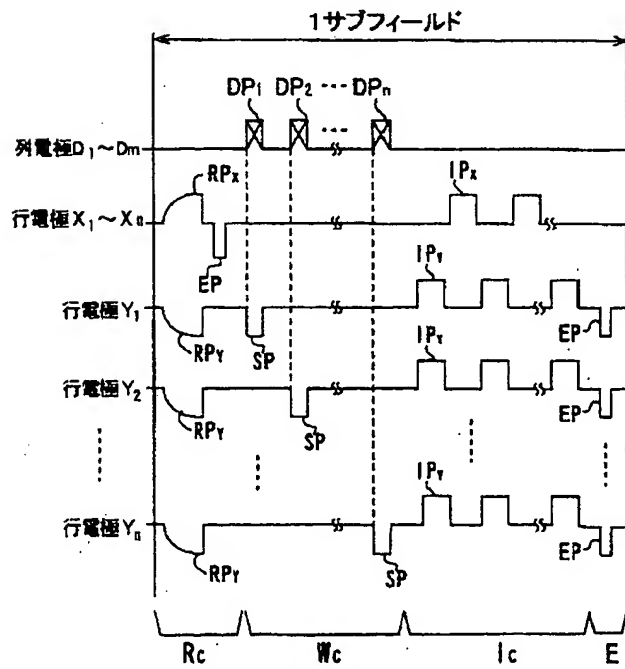 1サブフィールド
DP1 DP2 ---- DPn
列電極D1~Dm
RPX
IPX
行電極X1~Xn
EP
IPY
行電極Y1
EP
RPY
SP
IPY
行電極Y2
EP
RPY
SP
IPY
行電極Yn
EP
RPY
SP
Rc Wc Ic E